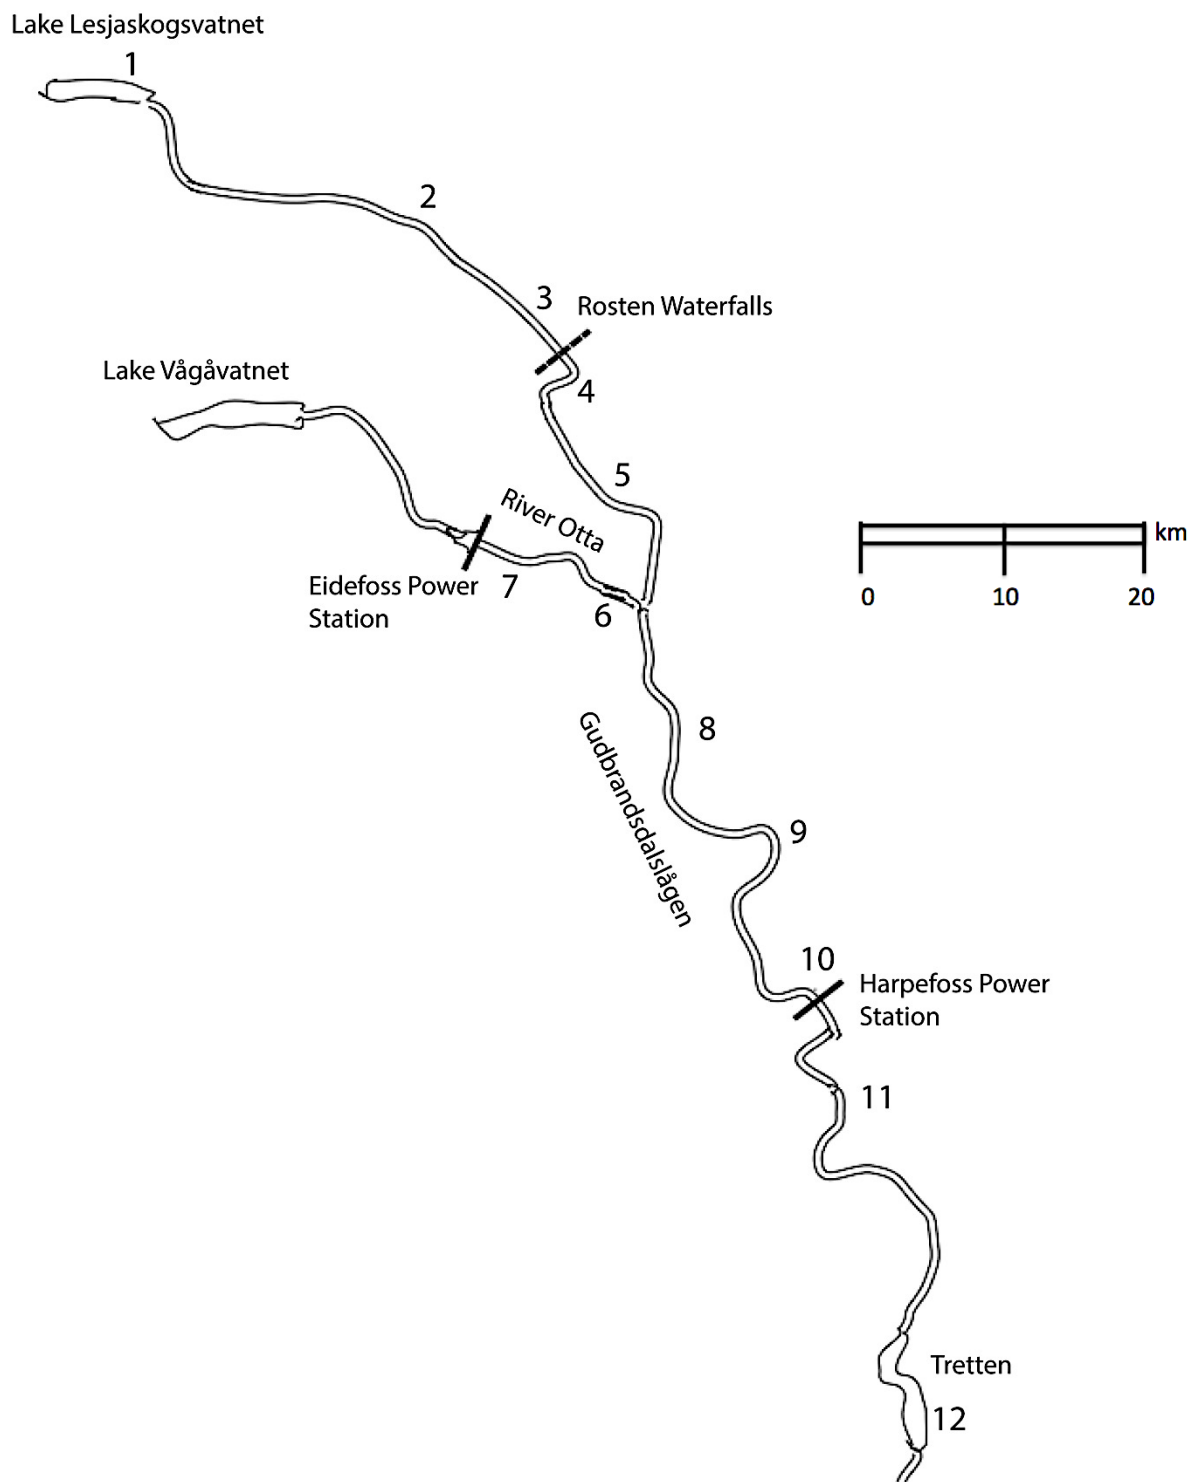 Lake Lesjaskogsvatnet
1
2
3
Rosten Waterfalls
Lake Vågåvatnet
4
5
River Otta
km
Eidefoss Power
Station
7
6
0 10 20
Gudbrandsdalslågen
8
9
10
Harpefoss Power
Station
11
Tretten
12